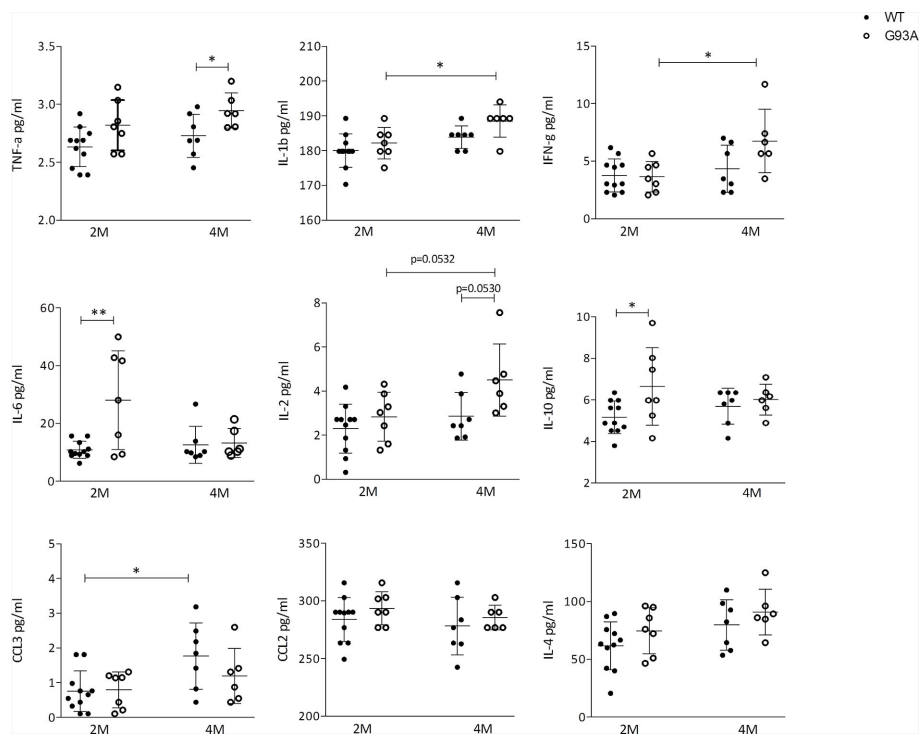 WT
G93A
TNF-a pg/ml
3.5
3.0
2.5
2.0
*
2M
4M
IL-1b pg/ml
210
200
190
180
170
160
*
2M
4M
IFN-g pg/ml
15
10
5
0
*
2M
4M
IL-6 pg/ml
60
40
20
0
**
2M
4M
IL-2 pg/ml
8
6
4
2
0
p=0.0532
p=0.0530
2M
4M
IL-10 pg/ml
10
8
6
4
2
*
2M
4M
CCL3 pg/ml
5
4
3
2
1
0
*
2M
4M
CCL2 pg/ml
350
300
250
200
2M
4M
IL-4 pg/ml
150
100
50
0
2M
4M